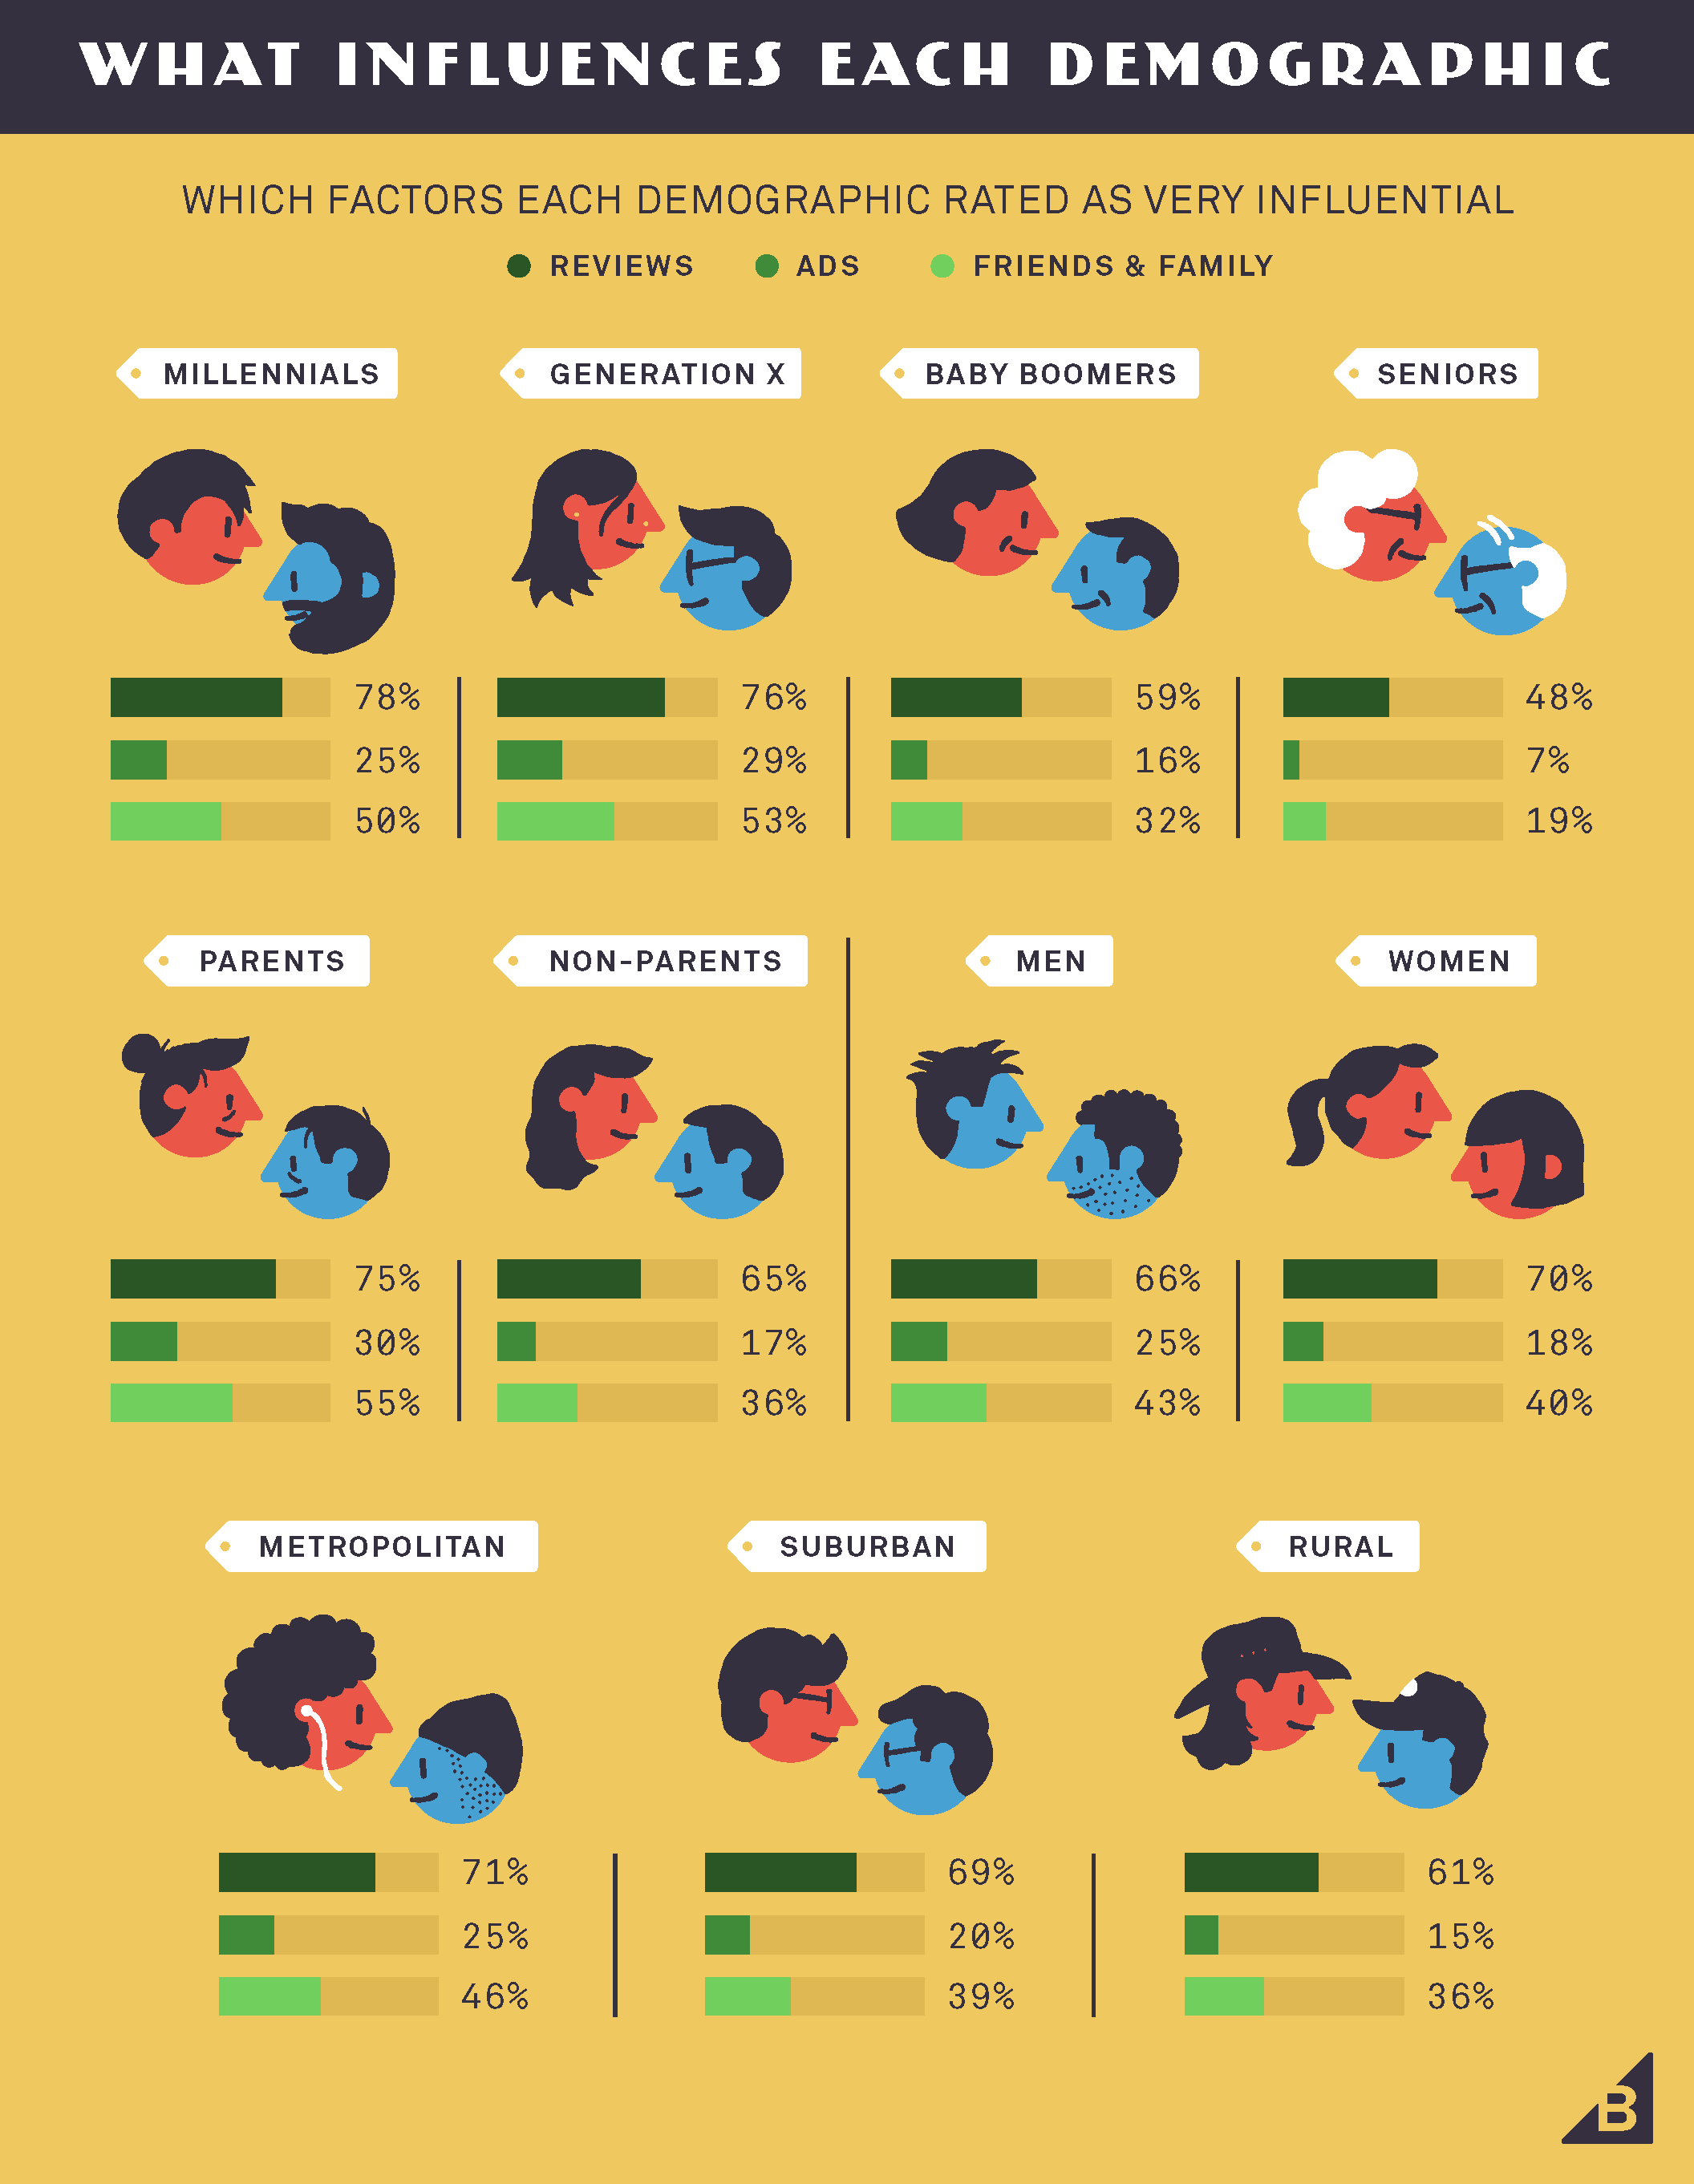 WHAT INFLUENCES EACH DEMOGRAPHIC
WHICH FACTORS EACH DEMOGRAPHIC RATED AS VERY INFLUENTIAL
REVIEWS ADS FRIENDS & FAMILY
MILLENNIALS GENERATION X BABY BOOMERS SENIORS
78% 76% 59% 48%
25% 29% 16% 7%
50% 53% 32% 19%
PARENTS NON-PARENTS MEN WOMEN
75% 65% 66% 70%
30% 17% 25% 18%
55% 36% 43% 40%
METROPOLITAN SUBURBAN RURAL
71% 69% 61%
25% 20% 15%
46% 39% 36%
B